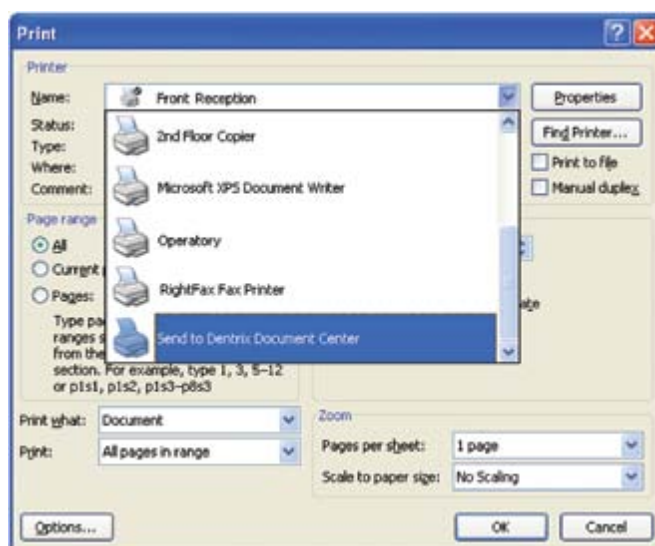 Print
Printer
Name: Front Reception
Properties
Status:
2nd Floor Copier
Find Printer...
Type:
Where:
Print to file
Comment:
Microsoft XPS Document Writer
Manual duplex
Page range
All
Operatory
Current
Pages:
RightFax Fax Printer
Type pa
ranges s
Send to Dentrix Document Center
from the
section. For example, type 1, 3, 5–12
or p1s1, p1s2, p1s3–p8s3
Print what: Document
Zoom
Print: All pages in range
Pages per sheet: 1 page
Scale to paper size: No Scaling
Options...
OK
Cancel